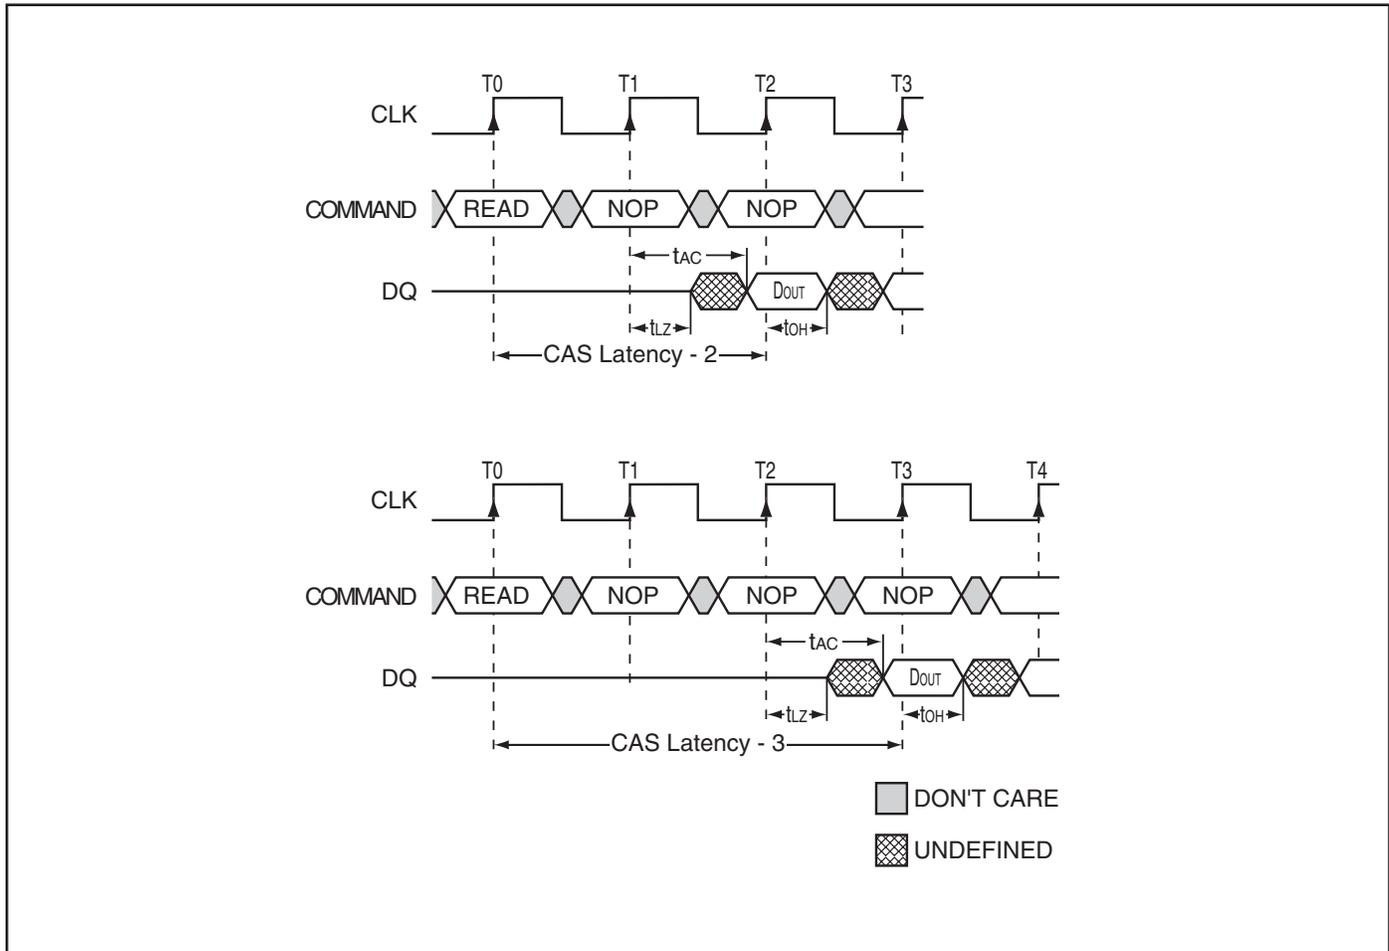 T0 T1 T2 T3
CLK
COMMAND READ NOP NOP
tAC
DQ DOUT
tLZ tOH
CAS Latency - 2
T0 T1 T2 T3 T4
CLK
COMMAND READ NOP NOP NOP
tAC
DQ DOUT
tLZ tOH
CAS Latency - 3
DON'T CARE
UNDEFINED